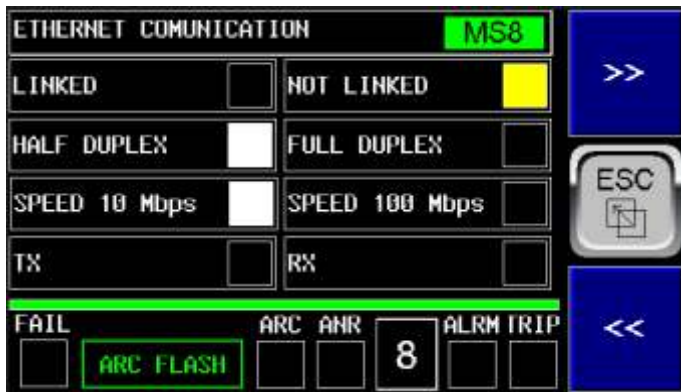 ETHERNET COMUNICATION MS8
>>
LINKED NOT LINKED
HALF DUPLEX FULL DUPLEX
ESC
SPEED 10 Mbps SPEED 100 Mbps
TX RX
FAIL ARC ANR ALRM TRIP
<<
ARC FLASH 8